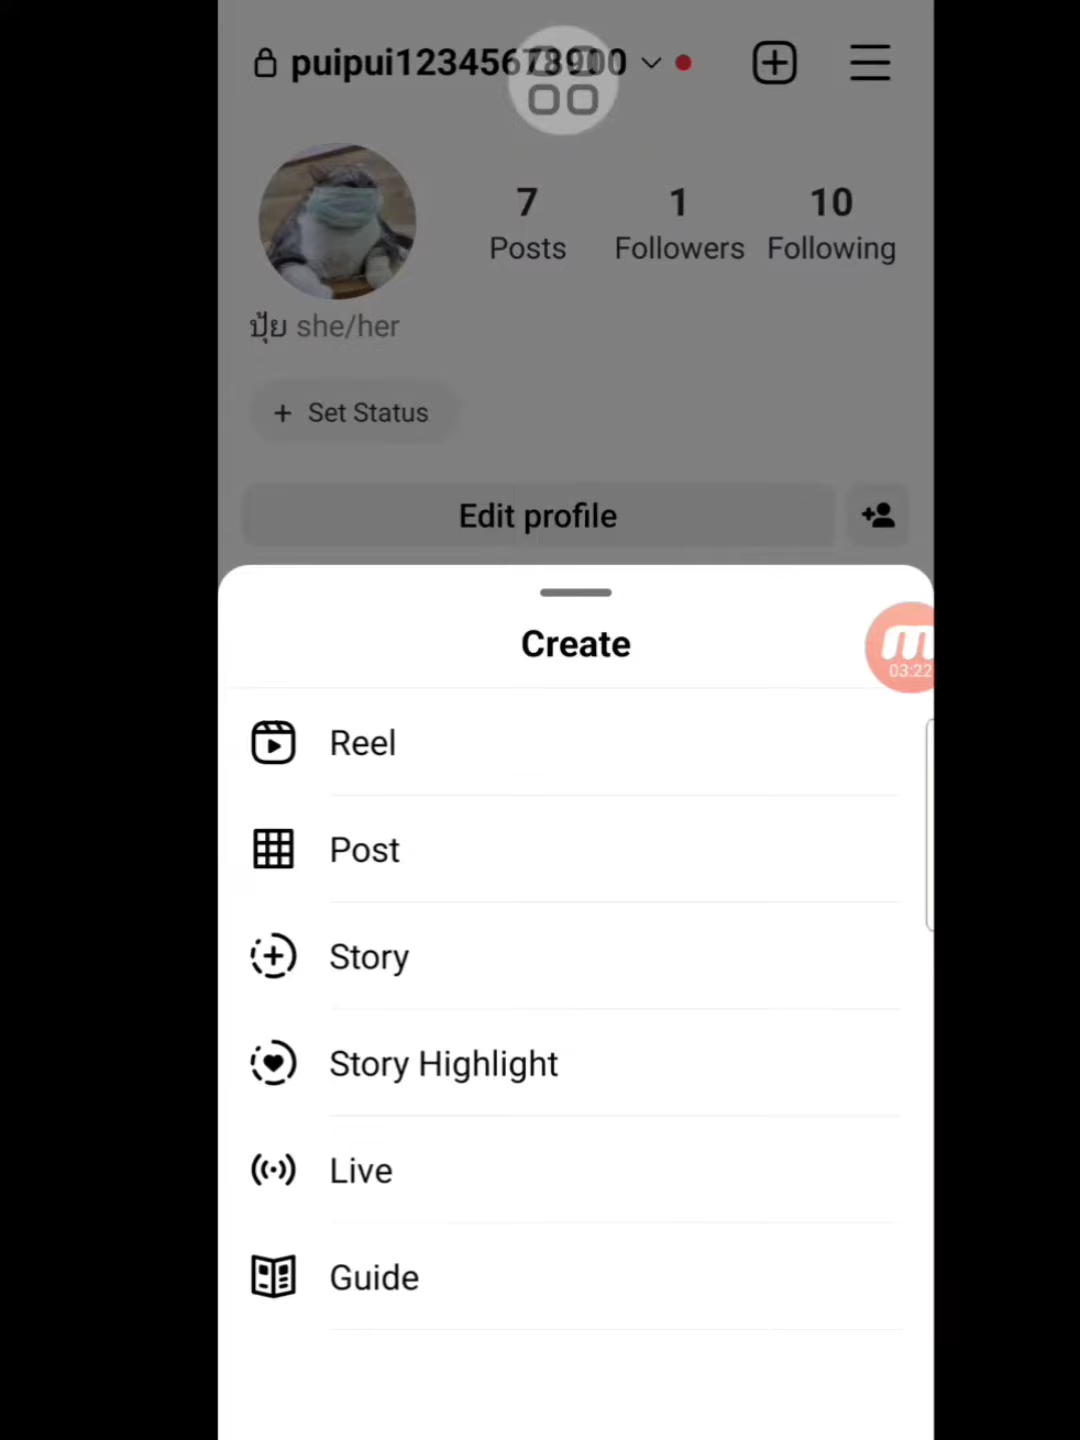 puipui12345678900
7 1 10
Posts Followers Following
ปุ้ย she/her
+ Set Status
Edit profile
Create
03:22
Reel
Post
Story
Story Highlight
Live
Guide